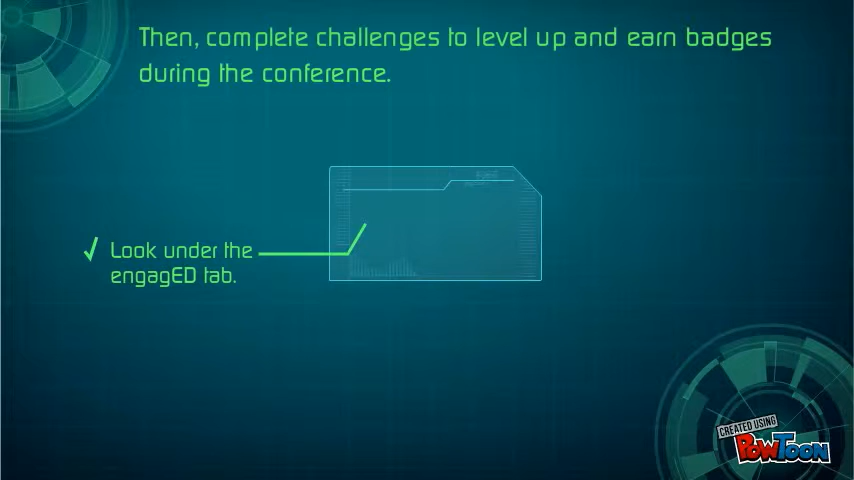 Then, complete challenges to level up and earn badges
during the conference.
√ Look under the
engagED tab.
CREATED USING
PowToon